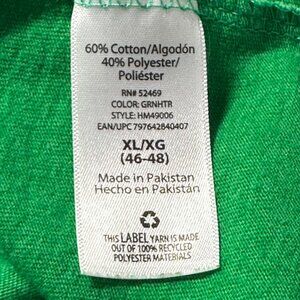 60% Cotton/Algodón
40% Polyester/
Poliéster
RN# 52469
COLOR: GRNHTR
STYLE: HM49006
EAN/UPC 797642840407
XL/XG
(46-48)
Made in Pakistan
Hecho en Pakistán
THIS LABEL YARN IS MADE
OUT OF 100% RECYCLED
POLYESTER MATERIALS